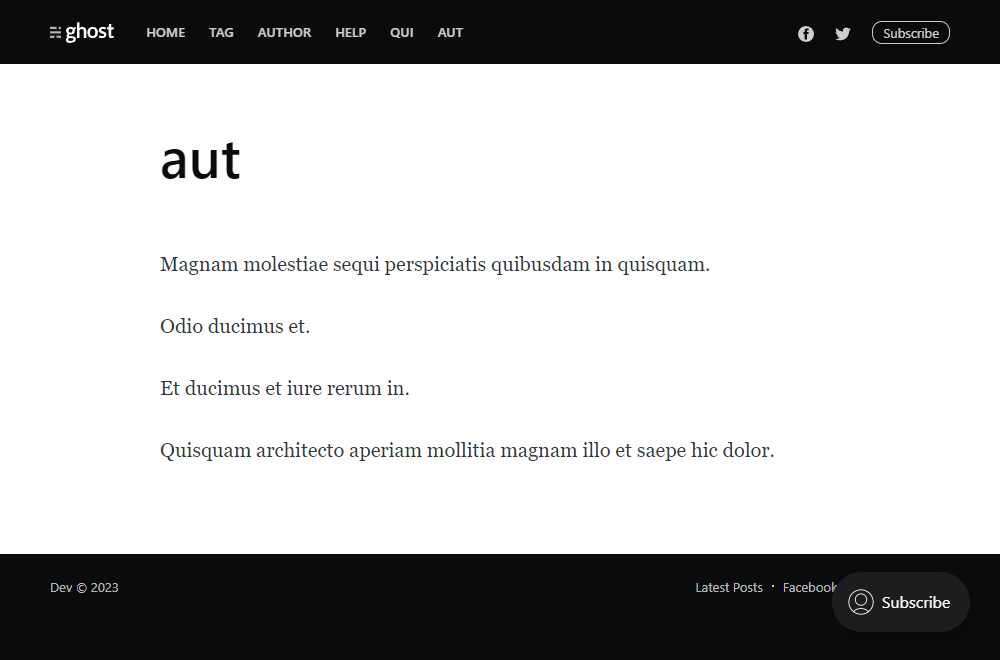 ghost HOME TAG AUTHOR HELP QUI AUT Subscribe
aut
Magnam molestiae sequi perspiciatis quibusdam in quisquam.
Odio ducimus et.
Et ducimus et iure rerum in.
Quisquam architecto aperiam mollitia magnam illo et saepe hic dolor.
Dev © 2023 Latest Posts · Facebook
Subscribe